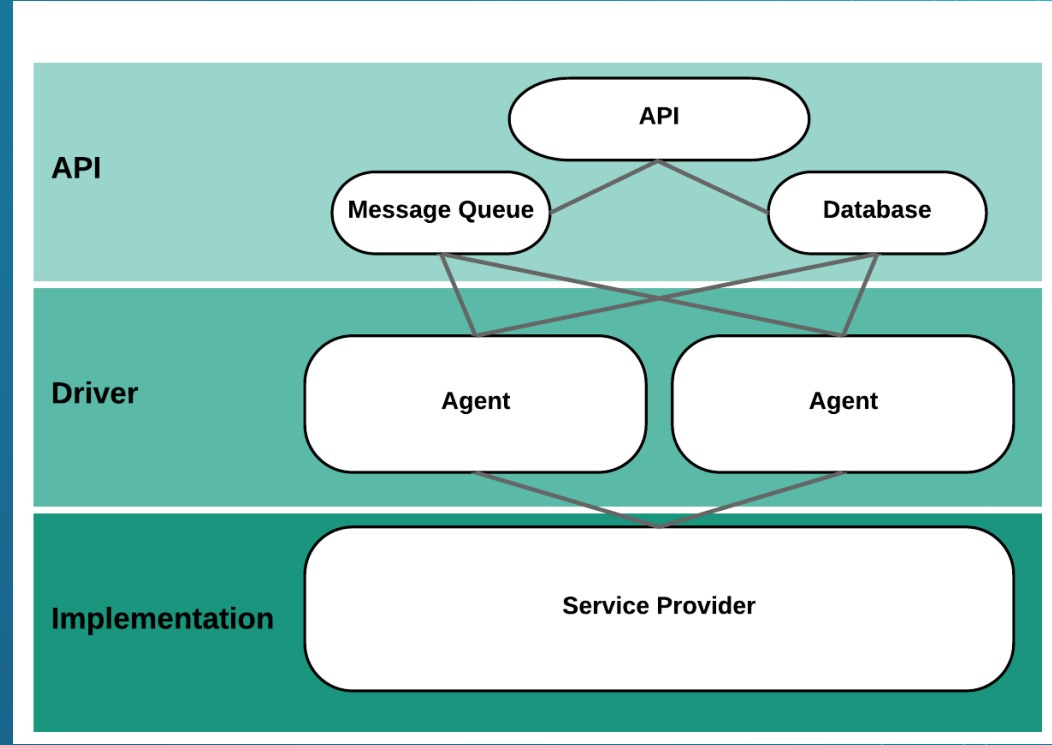 API
API
Message Queue
Database
Driver
Agent
Agent
Implementation
Service Provider